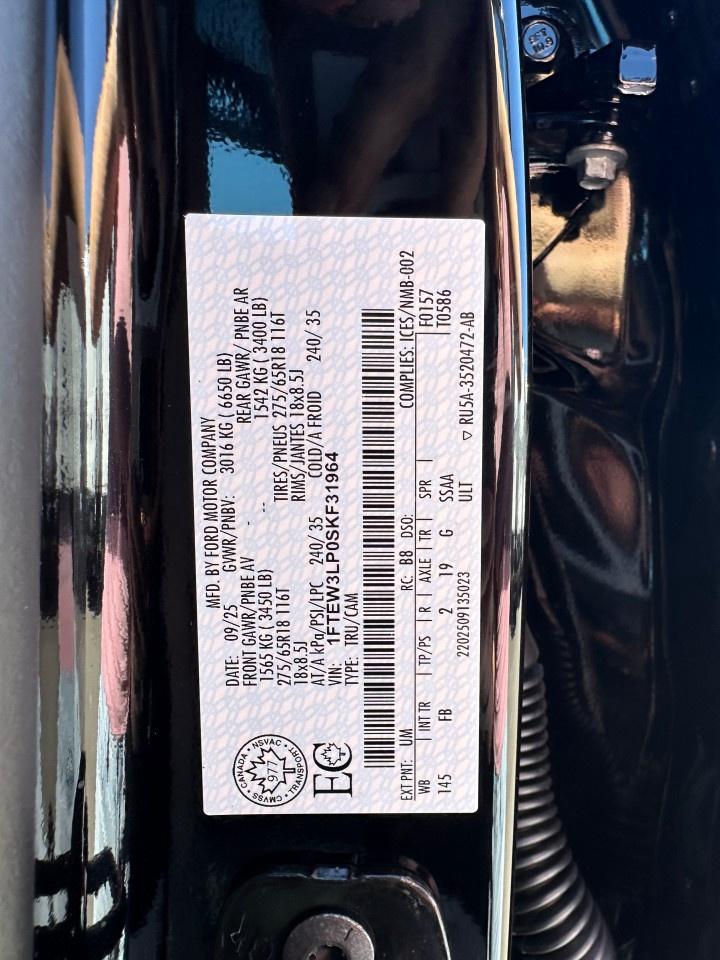 MFD. BY FORD MOTOR COMPANY
DATE: 09/25 GVWR/PNBV: 3016 KG (6650 LB)
FRONT GAWR/PNBE AV - REAR GAWR/ PNBE AR
1565 KG ( 3450 LB) -- 1542 KG ( 3400 LB)
275/65R18 116T TIRES/PNEUS 275/65R18 116T
18x8.5J RIMS/JANTES 18x8.5J
AT/A kPa/PSI/LPC 240/ 35 COLD/A FROID 240/ 35
VIN: 1FTEW3LP0SKF31964
TYPE: TRU/CAM
CANADA • NSVAC • TRANSPORT • CMVSS •
977
EC
EXT PNT: UM RC: B8 DSO: COMPLIES: ICES/NMB-002
WB | INT TR | TP/PS | R | AXLE | TR | SPR | F0157
145 FB 2 19 G SSAA T0586
2202509135023 ULT ▽ RU5A-3520472-AB
10.9